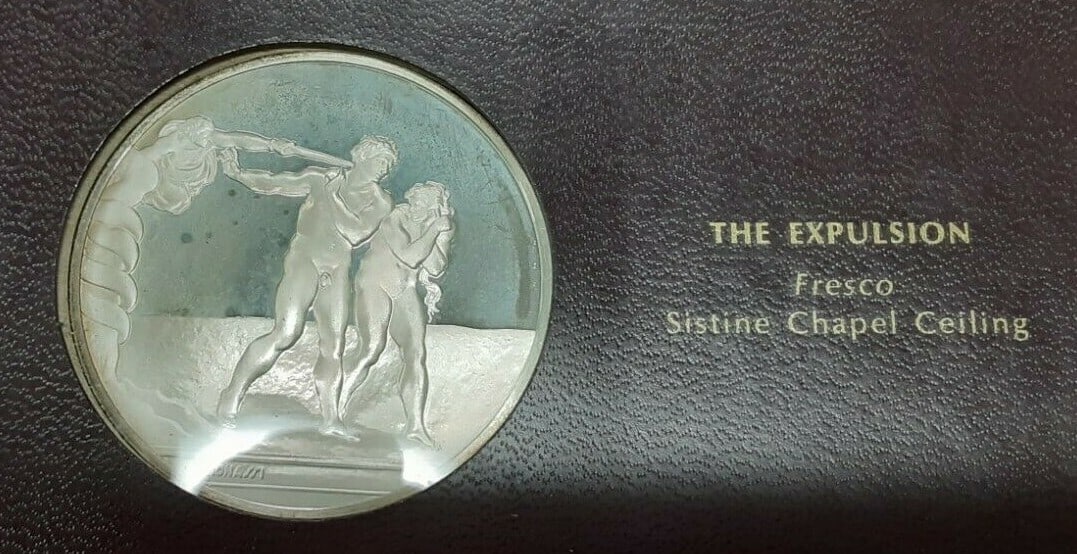 THE EXPULSION
Fresco
Sistine Chapel Ceiling